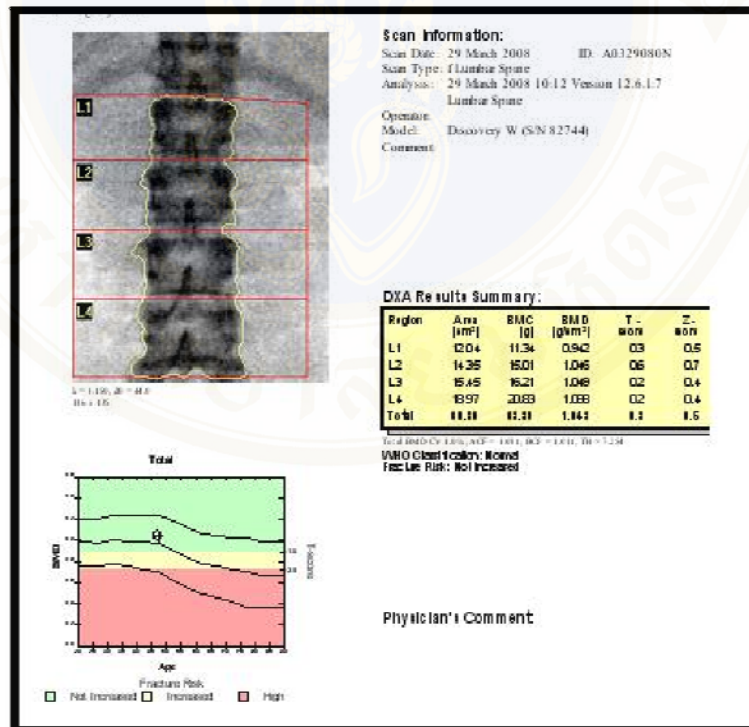 L1
L2
L3
L4
Scan Information:
Scan Date: 29 March 2008 ID: A0329080N
Scan Type: f Lumbar Spine
Analysis: 29 March 2008 10:12 Version 12.6.1:7
Lumbar Spine
Operator:
Model: Discovery W (S/N 82744)
Comment:
DXA Results Summary:
Region Area BMC BMD T - Z -
[cm²] [g] [g/cm²] score score
L1 12.04 11.34 0.942 0.3 0.5
L2 14.35 15.01 1.046 0.6 0.7
L3 15.45 16.21 1.049 0.2 0.4
L4 18.97 20.63 0.2 0.4
Total 0.5
WHO Classification: Normal
Fracture Risk: Not Increased
Total
BMD
T-score
Age
Fracture Risk
Not Increased Increased High
Physician's Comment